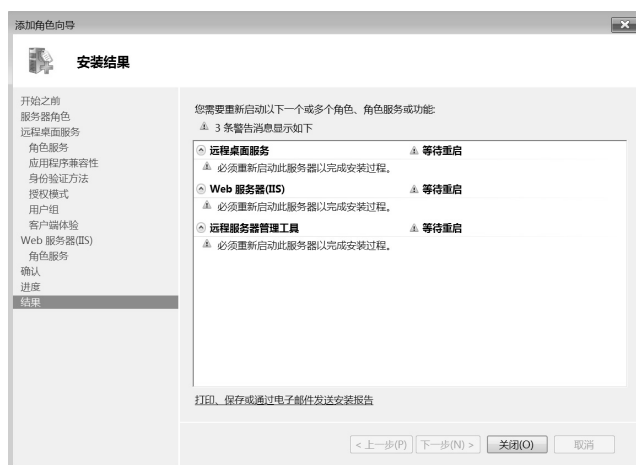 添加角色向导
安装结果
开始之前
服务器角色
远程桌面服务
角色服务
应用程序兼容性
身份验证方法
授权模式
用户组
客户端体验
Web 服务器(IIS)
角色服务
确认
进度
结果
您需要重新启动以下一个或多个角色、角色服务或功能:
3 条警告消息显示如下
远程桌面服务 等待重启
必须重新启动此服务器以完成安装过程。
Web 服务器(IIS) 等待重启
必须重新启动此服务器以完成安装过程。
远程服务器管理工具 等待重启
必须重新启动此服务器以完成安装过程。
打印、保存或通过电子邮件发送安装报告
< 上一步(P) 下一步(N) > 关闭(O) 取消